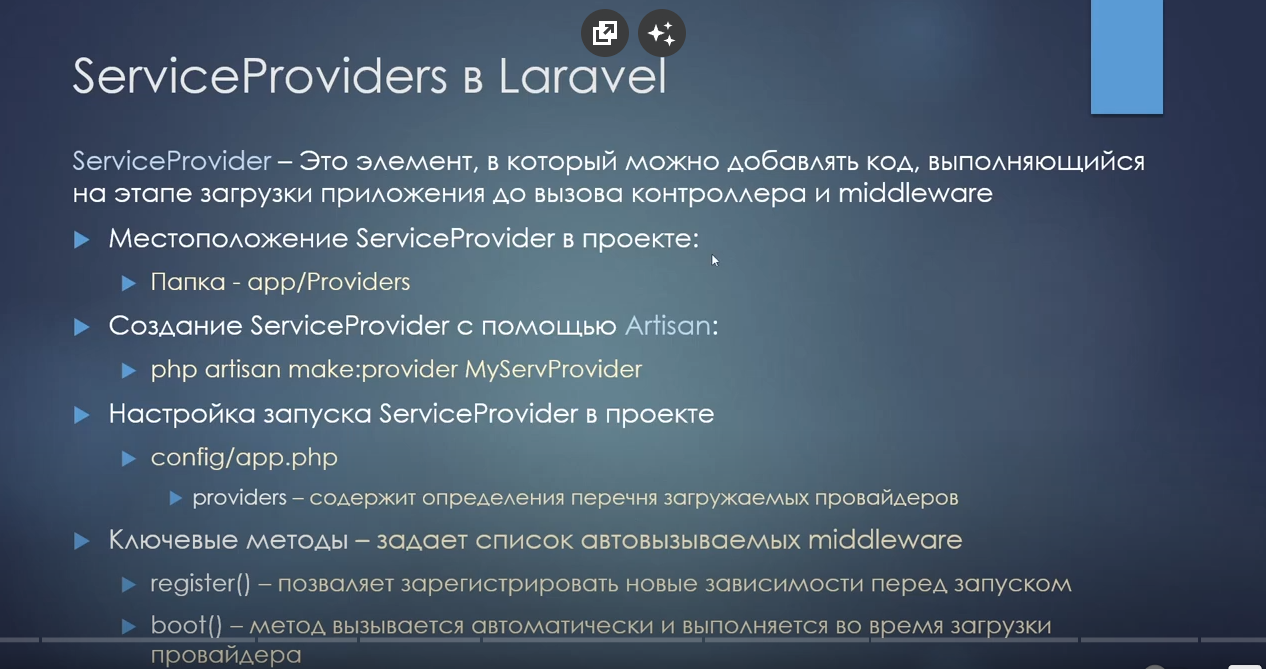 ServiceProviders в Laravel
ServiceProvider – Это элемент, в который можно добавлять код, выполняющийся
на этапе загрузки приложения до вызова контроллера и middleware
Местоположение ServiceProvider в проекте:
Папка - app/Providers
Создание ServiceProvider с помощью Artisan:
php artisan make:provider MyServProvider
Настройка запуска ServiceProvider в проекте
config/app.php
providers – содержит определения перечня загружаемых провайдеров
Ключевые методы – задает список автовызываемых middleware
register() – позваляет зарегистрировать новые зависимости перед запуском
boot() – метод вызывается автоматически и выполняется во время загрузки
провайдера